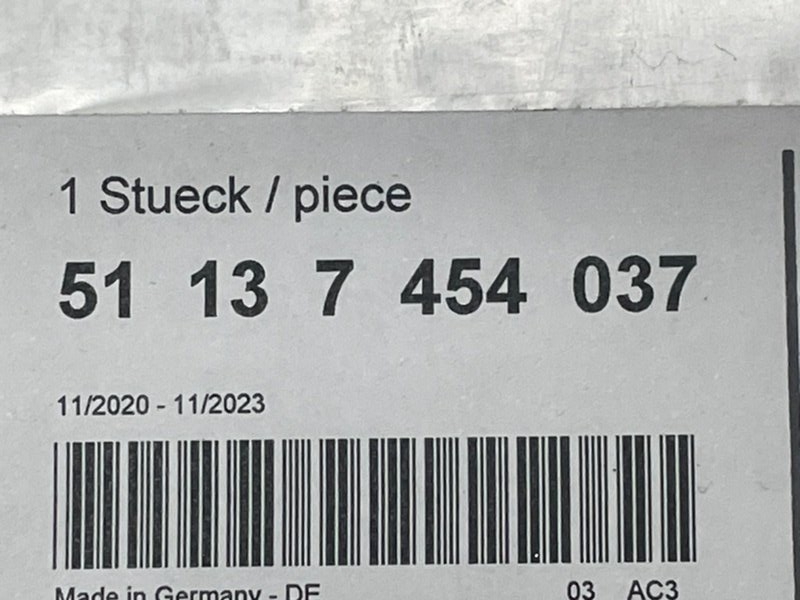 1 Stueck / piece
51 13 7 454 037
11/2020 - 11/2023
Made in Germany - DE
03 AC3